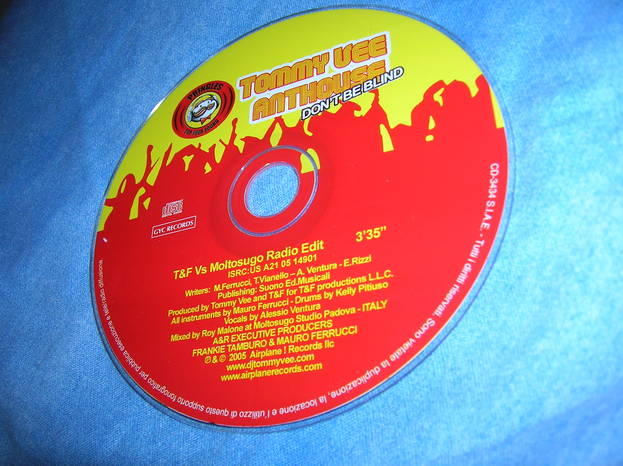 PRINGLES
TOMMY VEE
ANTHOUSE
DON'T BE BLIND
COMPACT
GYC RECORDS
T&F Vs Moltosugo Radio Edit 3'35"
ISRC:US A21 05 14901
Writers: M.Ferrucci, T.Vianello – A. Ventura - E.Rizzi
Publishing: Suono Ed.Musicali
Produced by Tommy Vee and T&F for T&F productions L.L.C.
All instruments by Mauro Ferrucci - Drums by Kelly Pitiuso
Vocals by Alessio Ventura
Mixed by Roy Malone at Moltosugo Studio Padova - ITALY
A&R EXECUTIVE PRODUCERS
FRANKIE TAMBURO & MAURO FERRUCCI
℗ & © 2005 Airplane ! Records llc
www.djtommyvee.com
www.airplanerecords.com
CD-3434 S.I.A.E. - Tutti i diritti riservati. Sono vietate la duplicazione, la locazione e l'utilizzo di questo supporto fonografico per pubblica esecuzione e